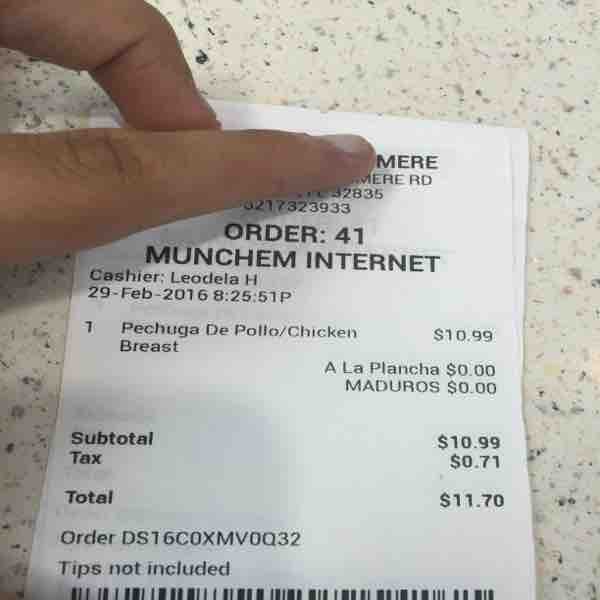 MERE
MERE RD
32835
3217323933
ORDER: 41
MUNCHEM INTERNET
Cashier: Leodela H
29-Feb-2016 8:25:51P
1 Pechuga De Pollo/Chicken $10.99
Breast
A La Plancha $0.00
MADUROS $0.00
Subtotal $10.99
Tax $0.71
Total $11.70
Order DS16C0XMV0Q32
Tips not included